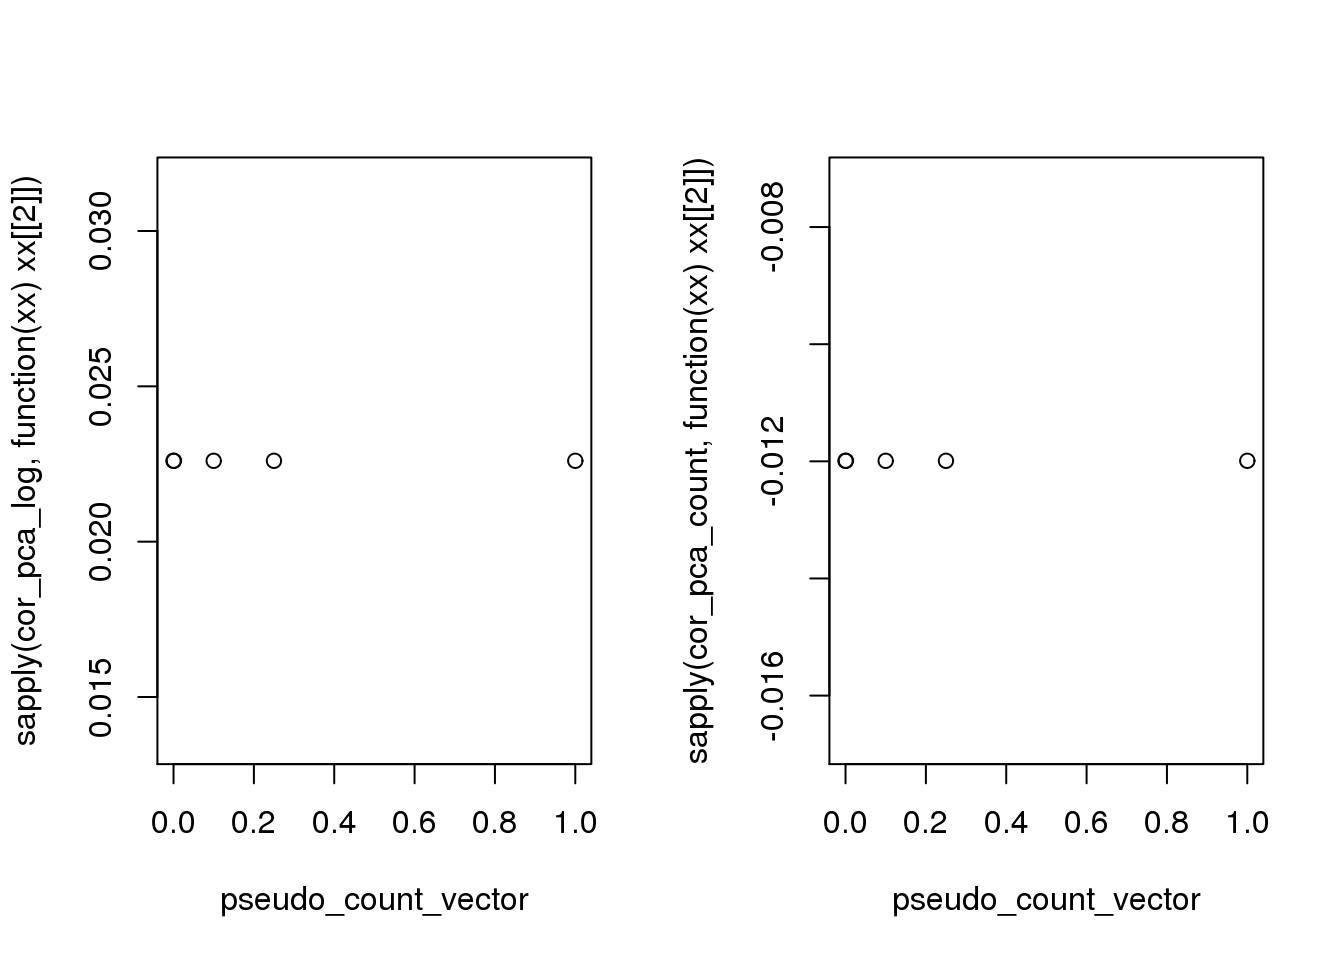 sapply(cor_pca_log, function(xx) xx[[2]])
0.030
0.025
0.020
0.015
0.0 0.2 0.4 0.6 0.8 1.0
pseudo_count_vector
sapply(cor_pca_count, function(xx) xx[[2]])
-0.008
-0.012
-0.016
0.0 0.2 0.4 0.6 0.8 1.0
pseudo_count_vector